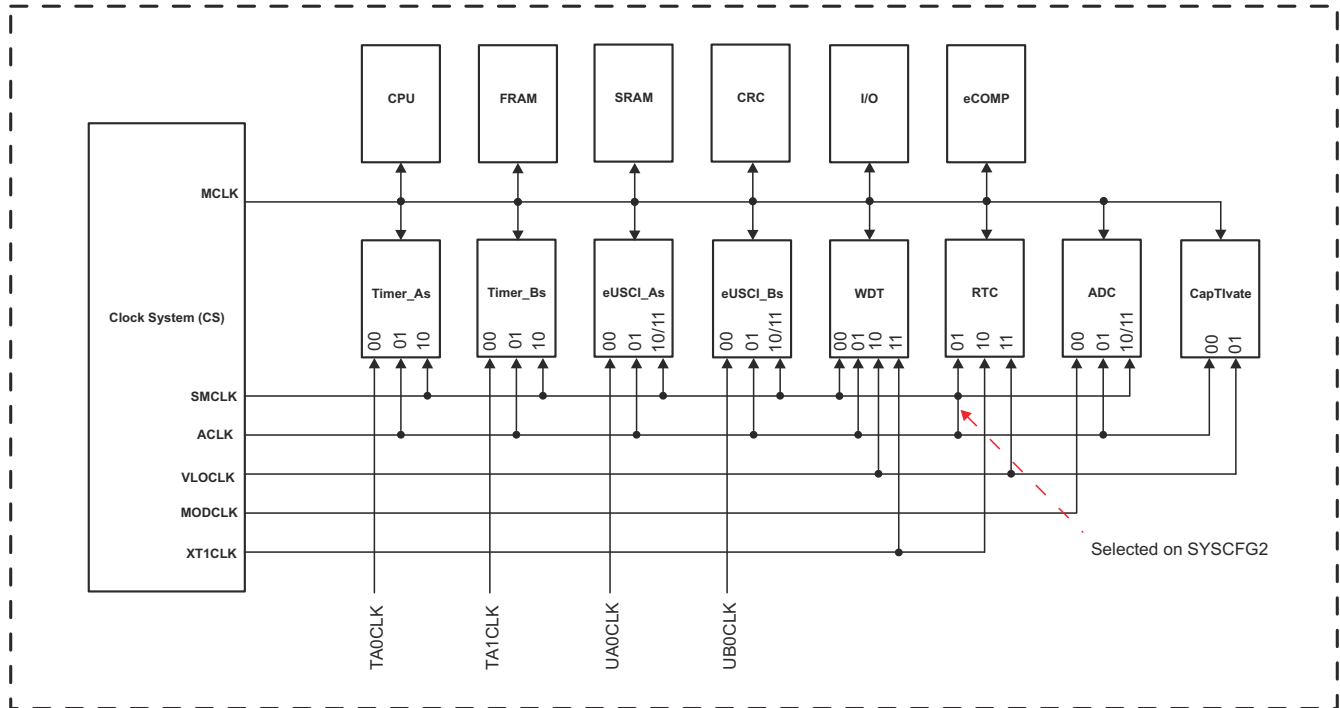 CPU
FRAM
SRAM
CRC
I/O
eCOMP
Clock System (CS)
MCLK
SMCLK
ACLK
VLOCLK
MODCLK
XT1CLK
Timer_As
00
01
10
Timer_Bs
00
01
10
eUSCI_As
00
01
10/11
eUSCI_Bs
00
01
10/11
WDT
00
01
10
11
RTC
01
10
11
ADC
00
01
10/11
CapTIvate
00
01
Selected on SYSCFG2
TA0CLK
TA1CLK
UA0CLK
UB0CLK